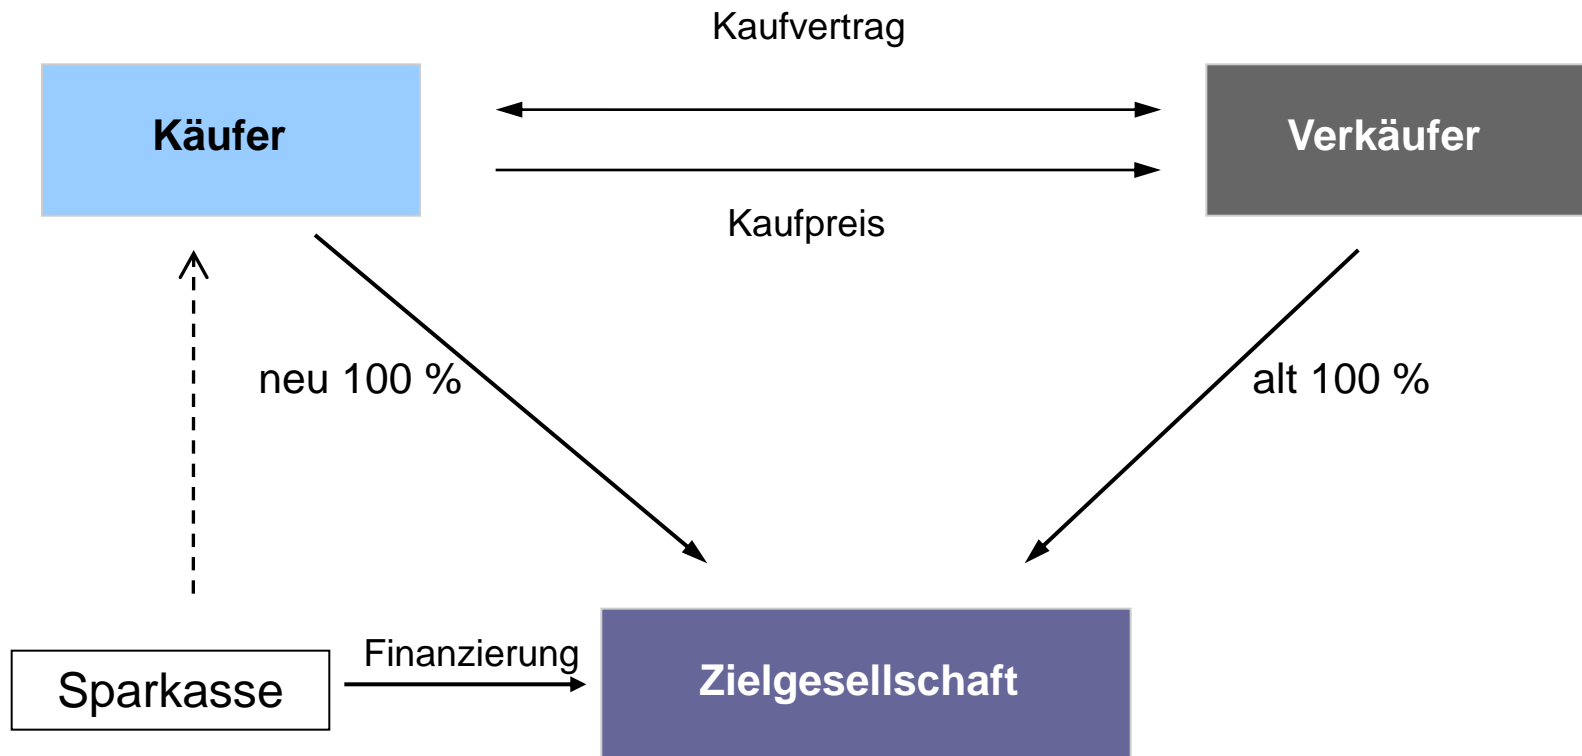 Kaufvertrag
Käufer
Verkäufer
Kaufpreis
neu 100 %
alt 100 %
Finanzierung
Sparkasse
Zielgesellschaft